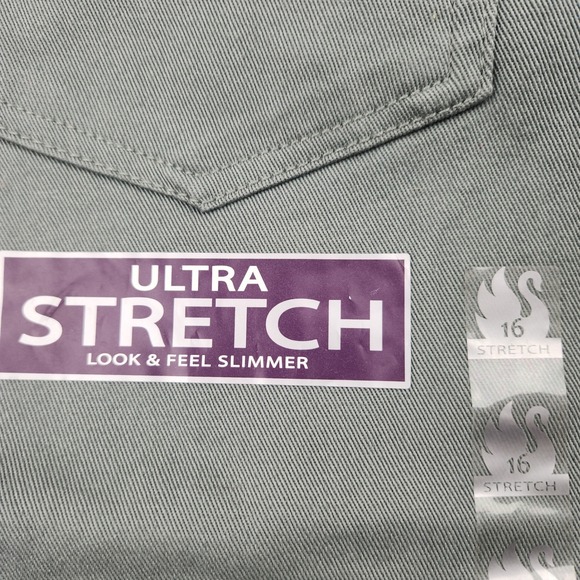 ULTRA
STRETCH
LOOK & FEEL SLIMMER
16
STRETCH
16
STRETCH